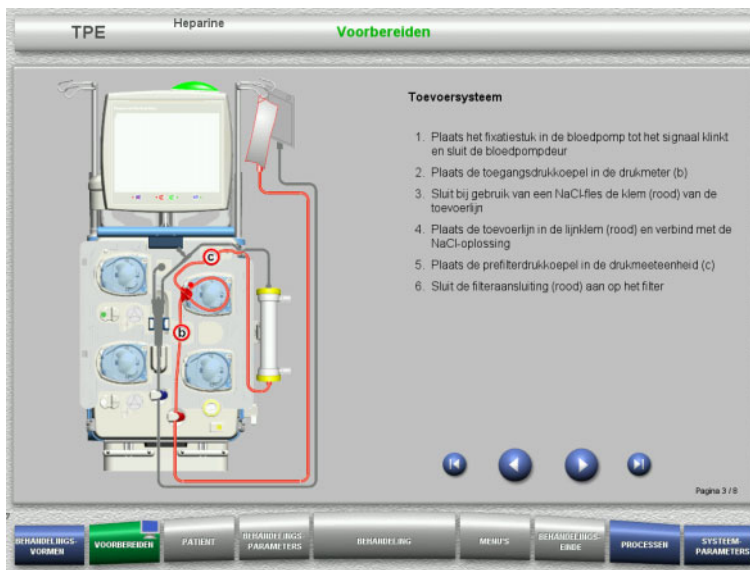 TPE
Heparine
Voorbereiden
Toevoersysteem
1. Plaats het fixatiestuk in de bloedpomp tot het signaal klinkt
en sluit de bloedpompdeur
2. Plaats de toegangsdrukkoepel in de drukmeter (b)
3. Sluit bij gebruik van een NaCl-fles de klem (rood) van de
toevoerlijn
4. Plaats de toevoerlijn in de lijnklem (rood) en verbind met de
NaCl-oplossing
5. Plaats de prefilterdrukkoepel in de drukmeeteenheid (c)
6. Sluit de filteraansluiting (rood) aan op het filter
c
b
Pagina 3 / 8
BEHANDELINGS-
VORMEN
VOORBEREIDEN
PATIENT
BEHANDELINGS-
PARAMETERS
BEHANDELING
MENU'S
BEHANDELINGS-
EINDE
PROCESSEN
SYSTEEM-
PARAMETERS